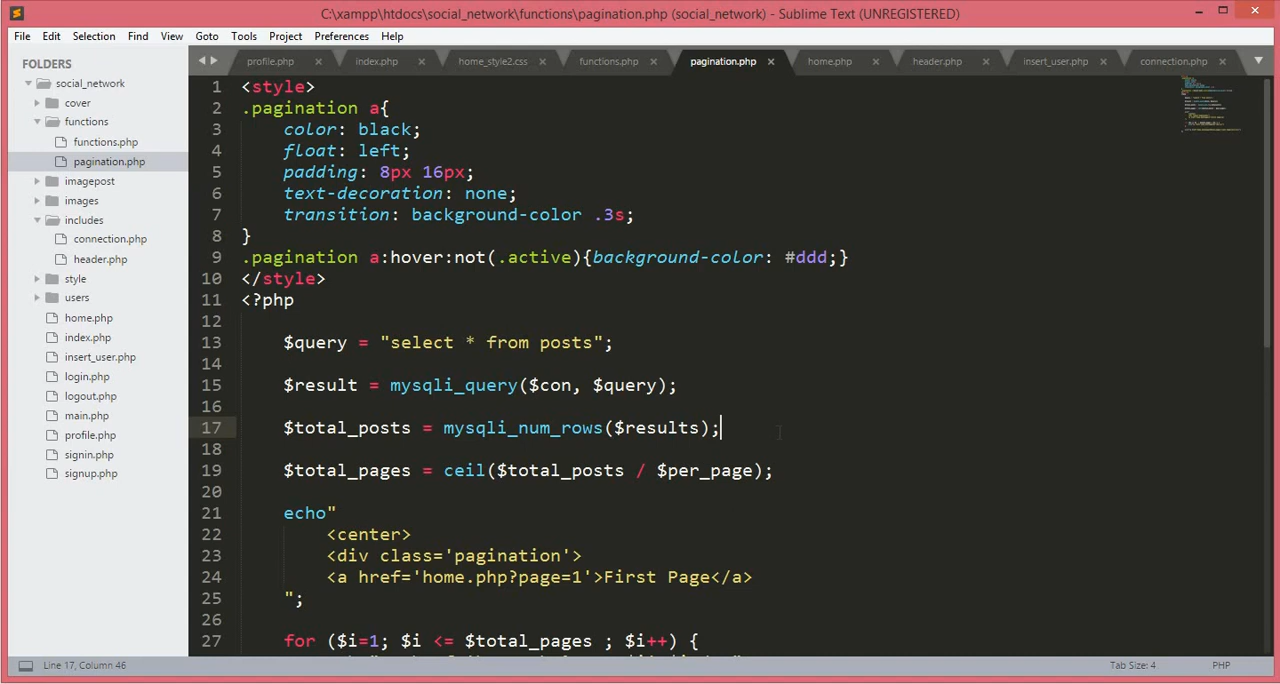 C:\xampp\htdocs\social_network\functions\pagination.php (social_network) - Sublime Text (UNREGISTERED)
File Edit Selection Find View Goto Tools Project Preferences Help
FOLDERS
social_network
cover
functions
functions.php
pagination.php
imagepost
images
includes
connection.php
header.php
style
users
home.php
index.php
insert_user.php
login.php
logout.php
main.php
profile.php
signin.php
signup.php
profile.php index.php home_style2.css functions.php pagination.php home.php header.php insert_user.php connection.php
1 <style>
2 .pagination a{
3 color: black;
4 float: left;
5 padding: 8px 16px;
6 text-decoration: none;
7 transition: background-color .3s;
8 }
9 .pagination a:hover:not(.active){background-color: #ddd;}
10 </style>
11 <?php
12
13 $query = "select * from posts";
14
15 $result = mysqli_query($con, $query);
16
17 $total_posts = mysqli_num_rows($results);
18
19 $total_pages = ceil($total_posts / $per_page);
20
21 echo"
22 <center>
23 <div class='pagination'>
24 <a href='home.php?page=1'>First Page</a>
25 ";
26
27 for ($i=1; $i <= $total_pages ; $i++) {
Line 17, Column 46
Tab Size: 4
PHP